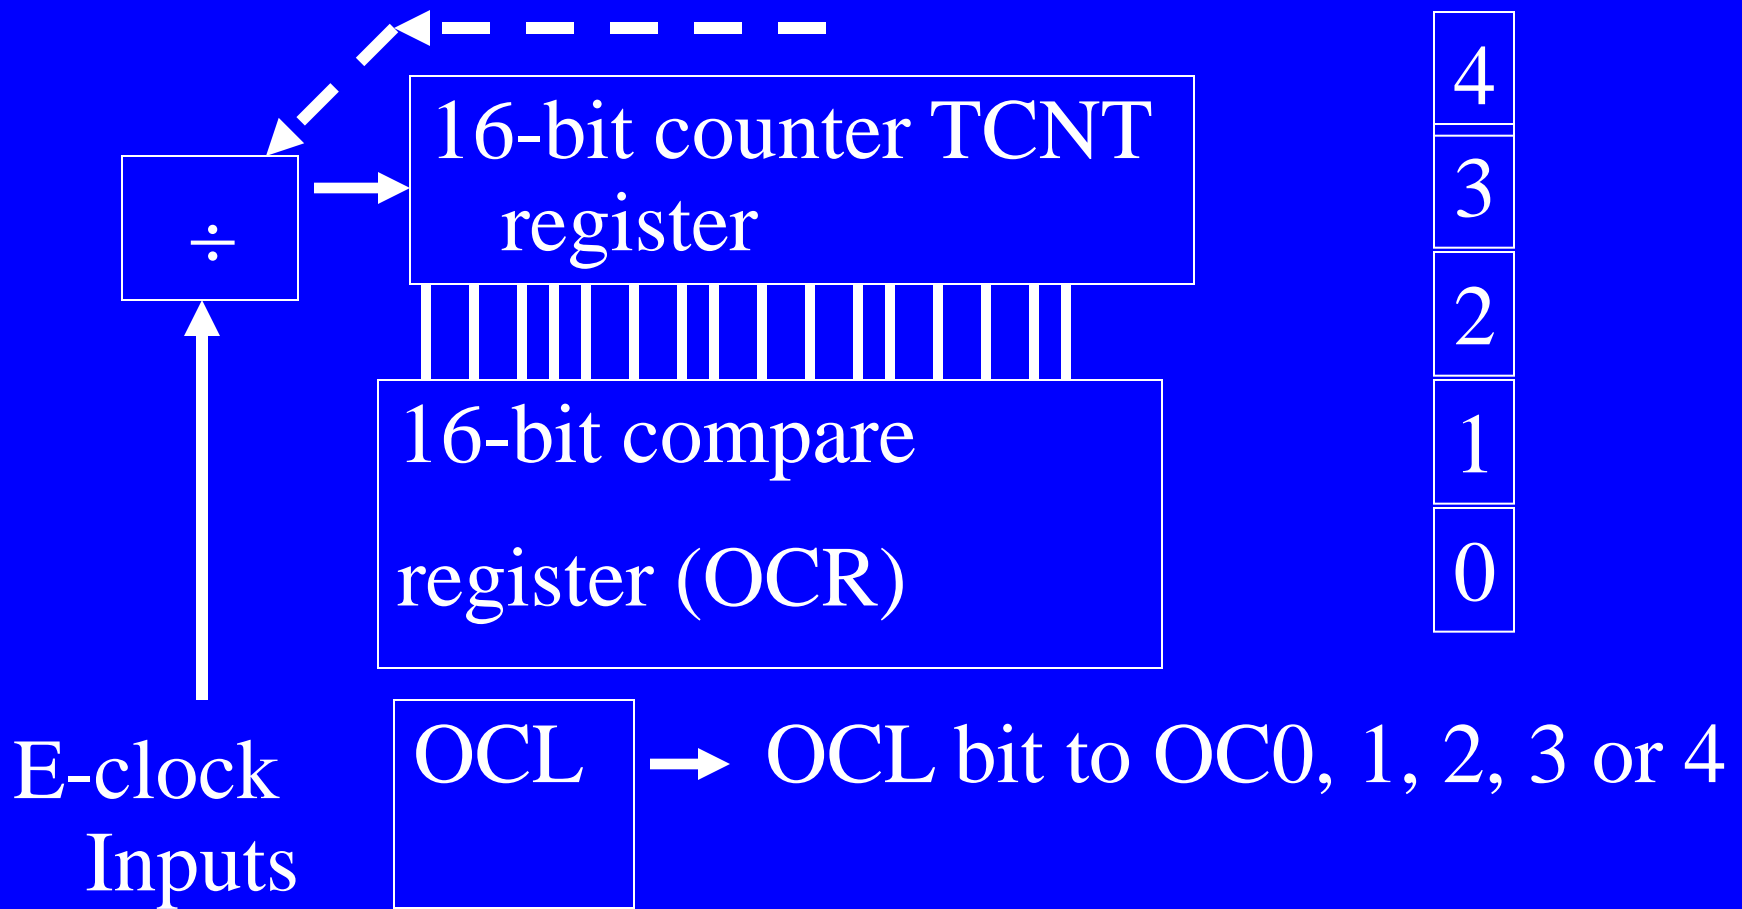 16-bit counter TCNT
register
÷
16-bit compare
register (OCR)
4
3
2
1
0
OCL
OCL bit to OC0, 1, 2, 3 or 4
E-clock
Inputs